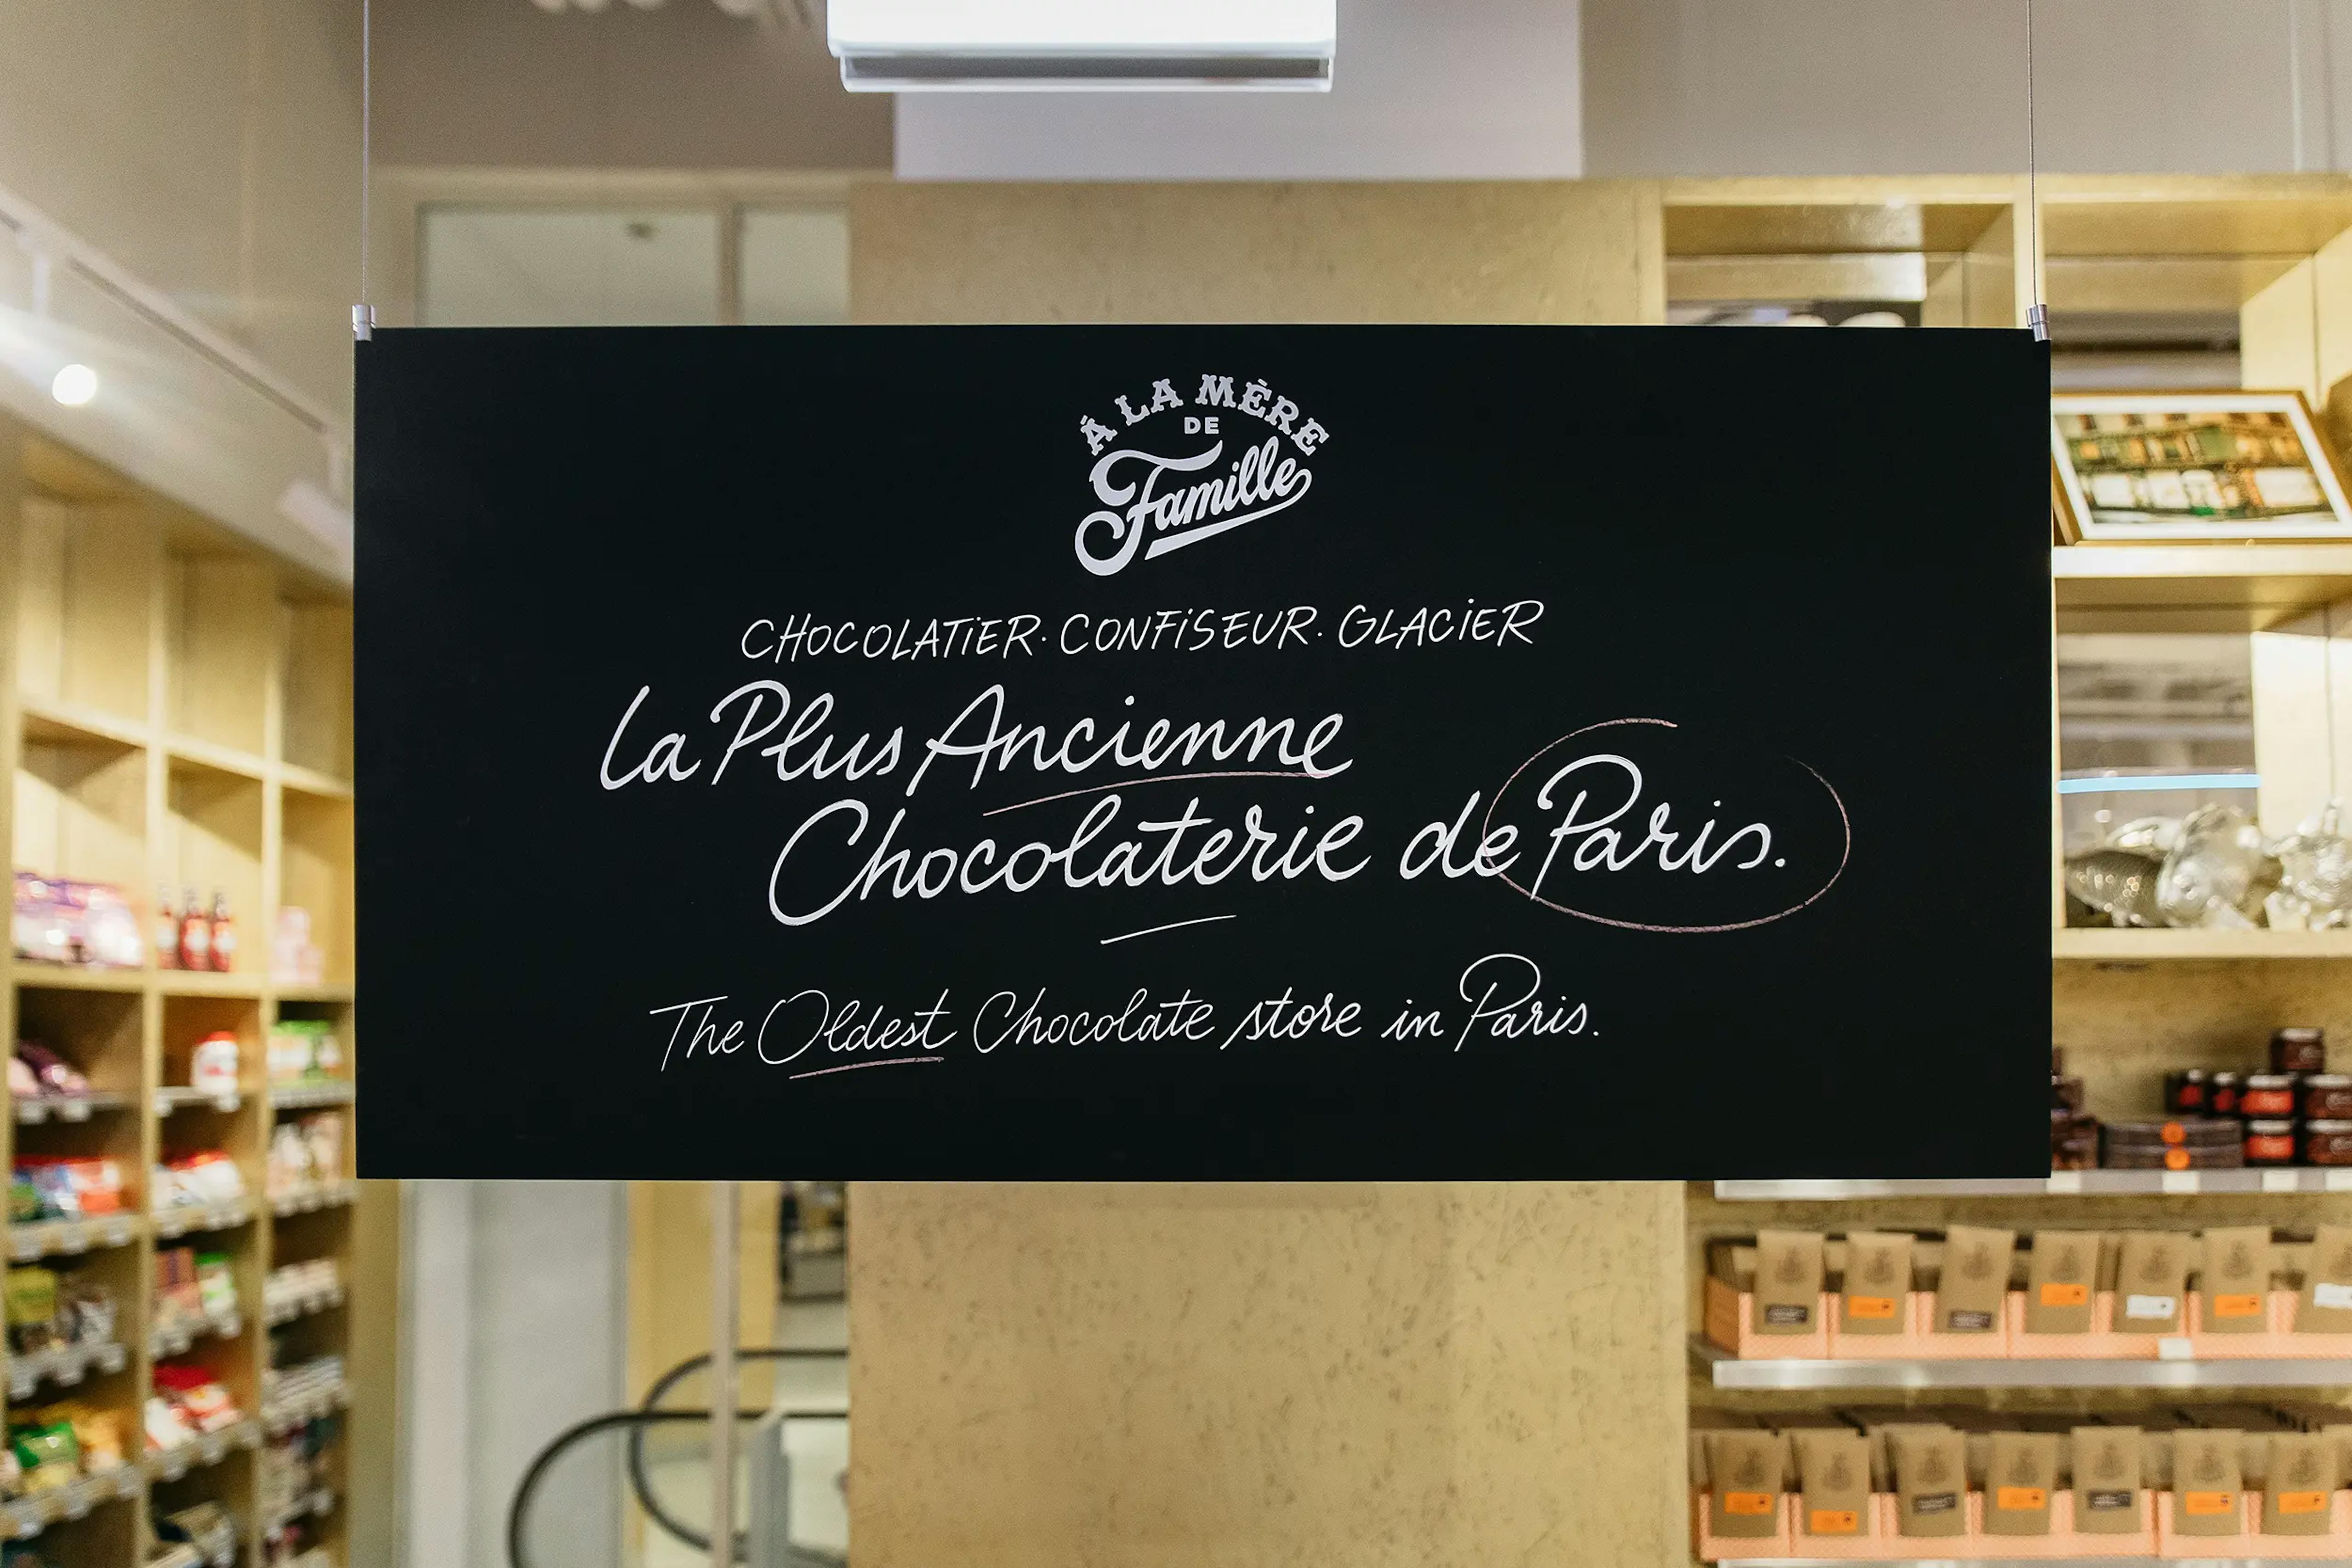 À LA MÈRE
DE
Famille
CHOCOLATiER · CONFiSEUR · GLACiER
La Plus Ancienne
Chocolaterie de Paris.
The Oldest Chocolate store in Paris.